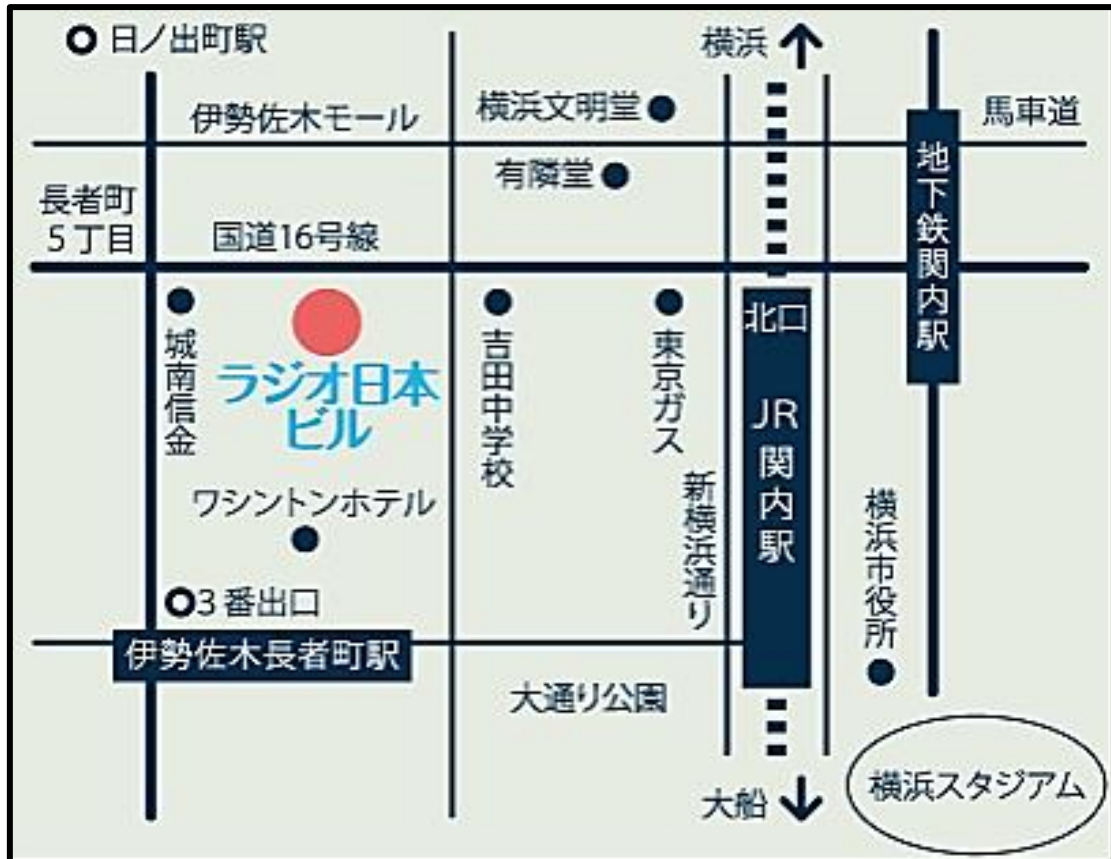 日ノ出町駅
横浜
伊勢佐木モール
横浜文明堂
馬車道
有隣堂
地下鉄関内駅
長者町
5丁目
国道16号線
城南信金
ラジオ日本
ビル
吉田中学校
東京ガス
北口
JR関内駅
ワシントンホテル
新横浜通り
横浜市役所
3番出口
伊勢佐木長者町駅
大通り公園
大船
横浜スタジアム